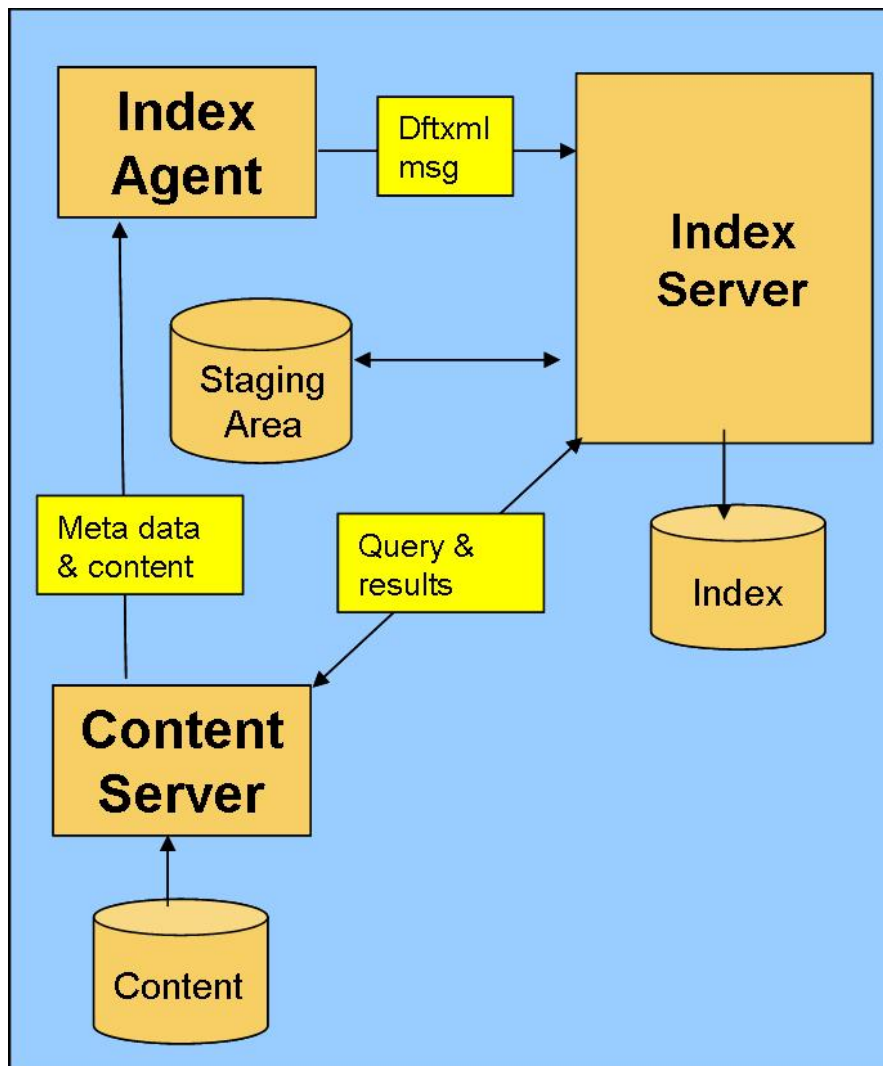 Index
Agent
Dftxml
msg
Index
Server
Staging
Area
Meta data
& content
Query &
results
Index
Content
Server
Content